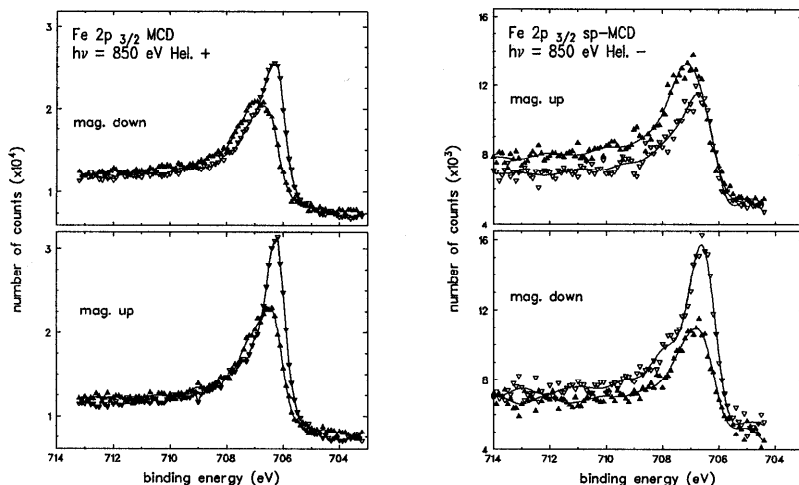 Fe 2p 3/2 MCD
hν = 850 eV Hel. +
mag. down
3
2
1
mag. up
3
2
1
714 712 710 708 706 704
binding energy (eV)
number of counts (x10⁴)
Fe 2p 3/2 sp-MCD
hν = 850 eV Hel. −
mag. up
16
12
8
4
mag. down
16
12
8
4
714 712 710 708 706 704
binding energy (eV)
number of counts (x10³)